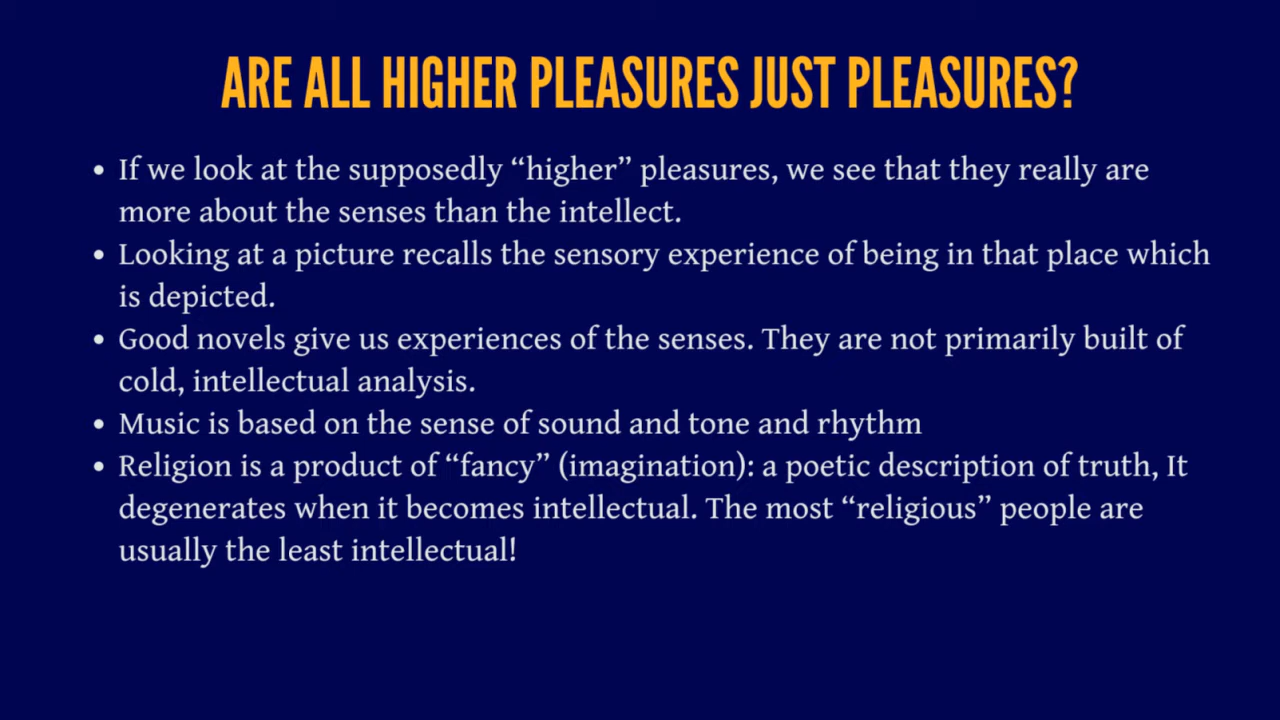 ARE ALL HIGHER PLEASURES JUST PLEASURES?
• If we look at the supposedly “higher” pleasures, we see that they really are
more about the senses than the intellect.
• Looking at a picture recalls the sensory experience of being in that place which
is depicted.
• Good novels give us experiences of the senses. They are not primarily built of
cold, intellectual analysis.
• Music is based on the sense of sound and tone and rhythm
• Religion is a product of “fancy” (imagination): a poetic description of truth, It
degenerates when it becomes intellectual. The most “religious” people are
usually the least intellectual!